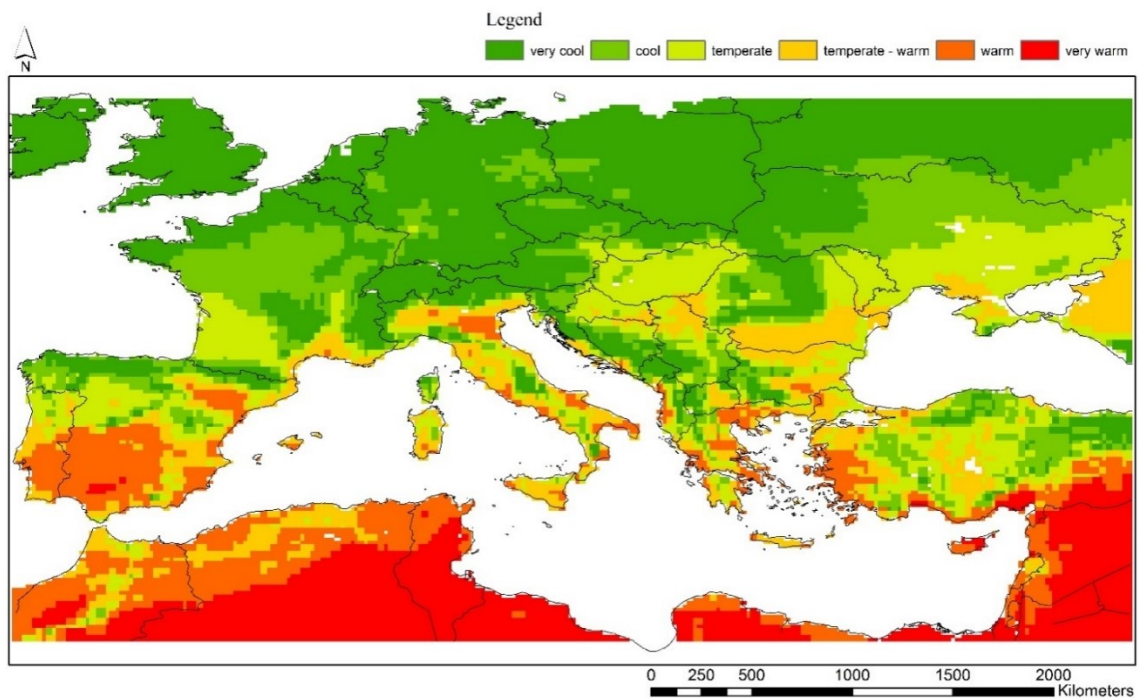 Legend
very cool cool temperate temperate - warm warm very warm
N
0 250 500 1000 1500 2000
Kilometers